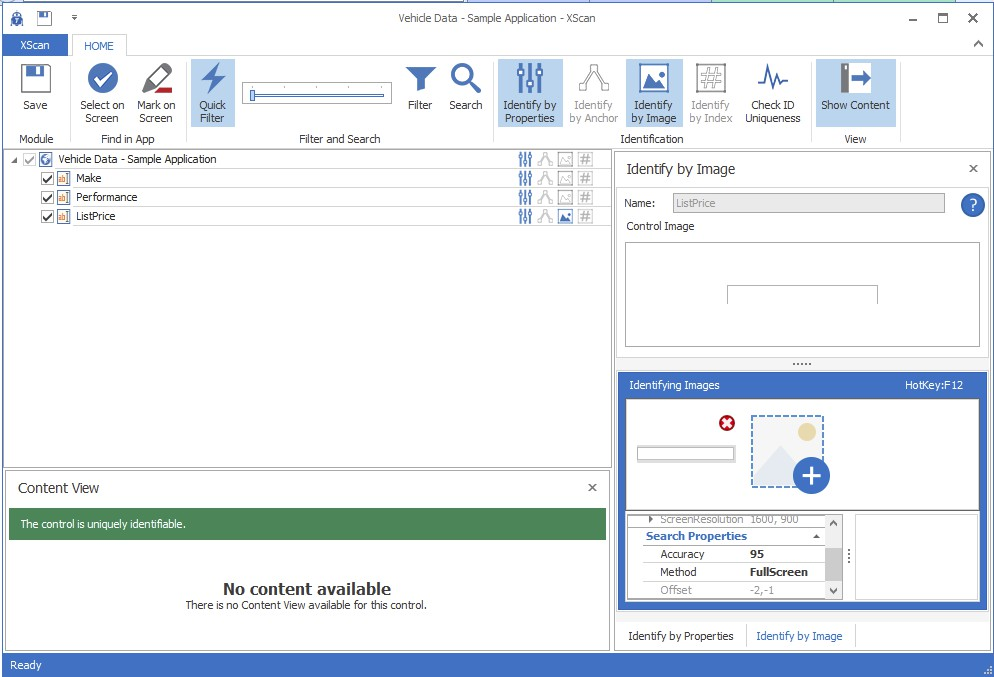 Vehicle Data - Sample Application - XScan
XScan
HOME
Save
Select on
Screen
Mark on
Screen
Quick
Filter
Filter
Search
Identify by
Properties
Identify
by Anchor
Identify
by Image
Identify
by Index
Check ID
Uniqueness
Show Content
Module
Find in App
Filter and Search
Identification
View
Vehicle Data - Sample Application
Make
Performance
ListPrice
Identify by Image
Name:
ListPrice
?
Control Image
Identifying Images
HotKey:F12
ScreenResolution 1600, 900
Search Properties
Accuracy 95
Method FullScreen
Offset -2,-1
Identify by Properties
Identify by Image
Content View
The control is uniquely identifiable.
No content available
There is no Content View available for this control.
Ready